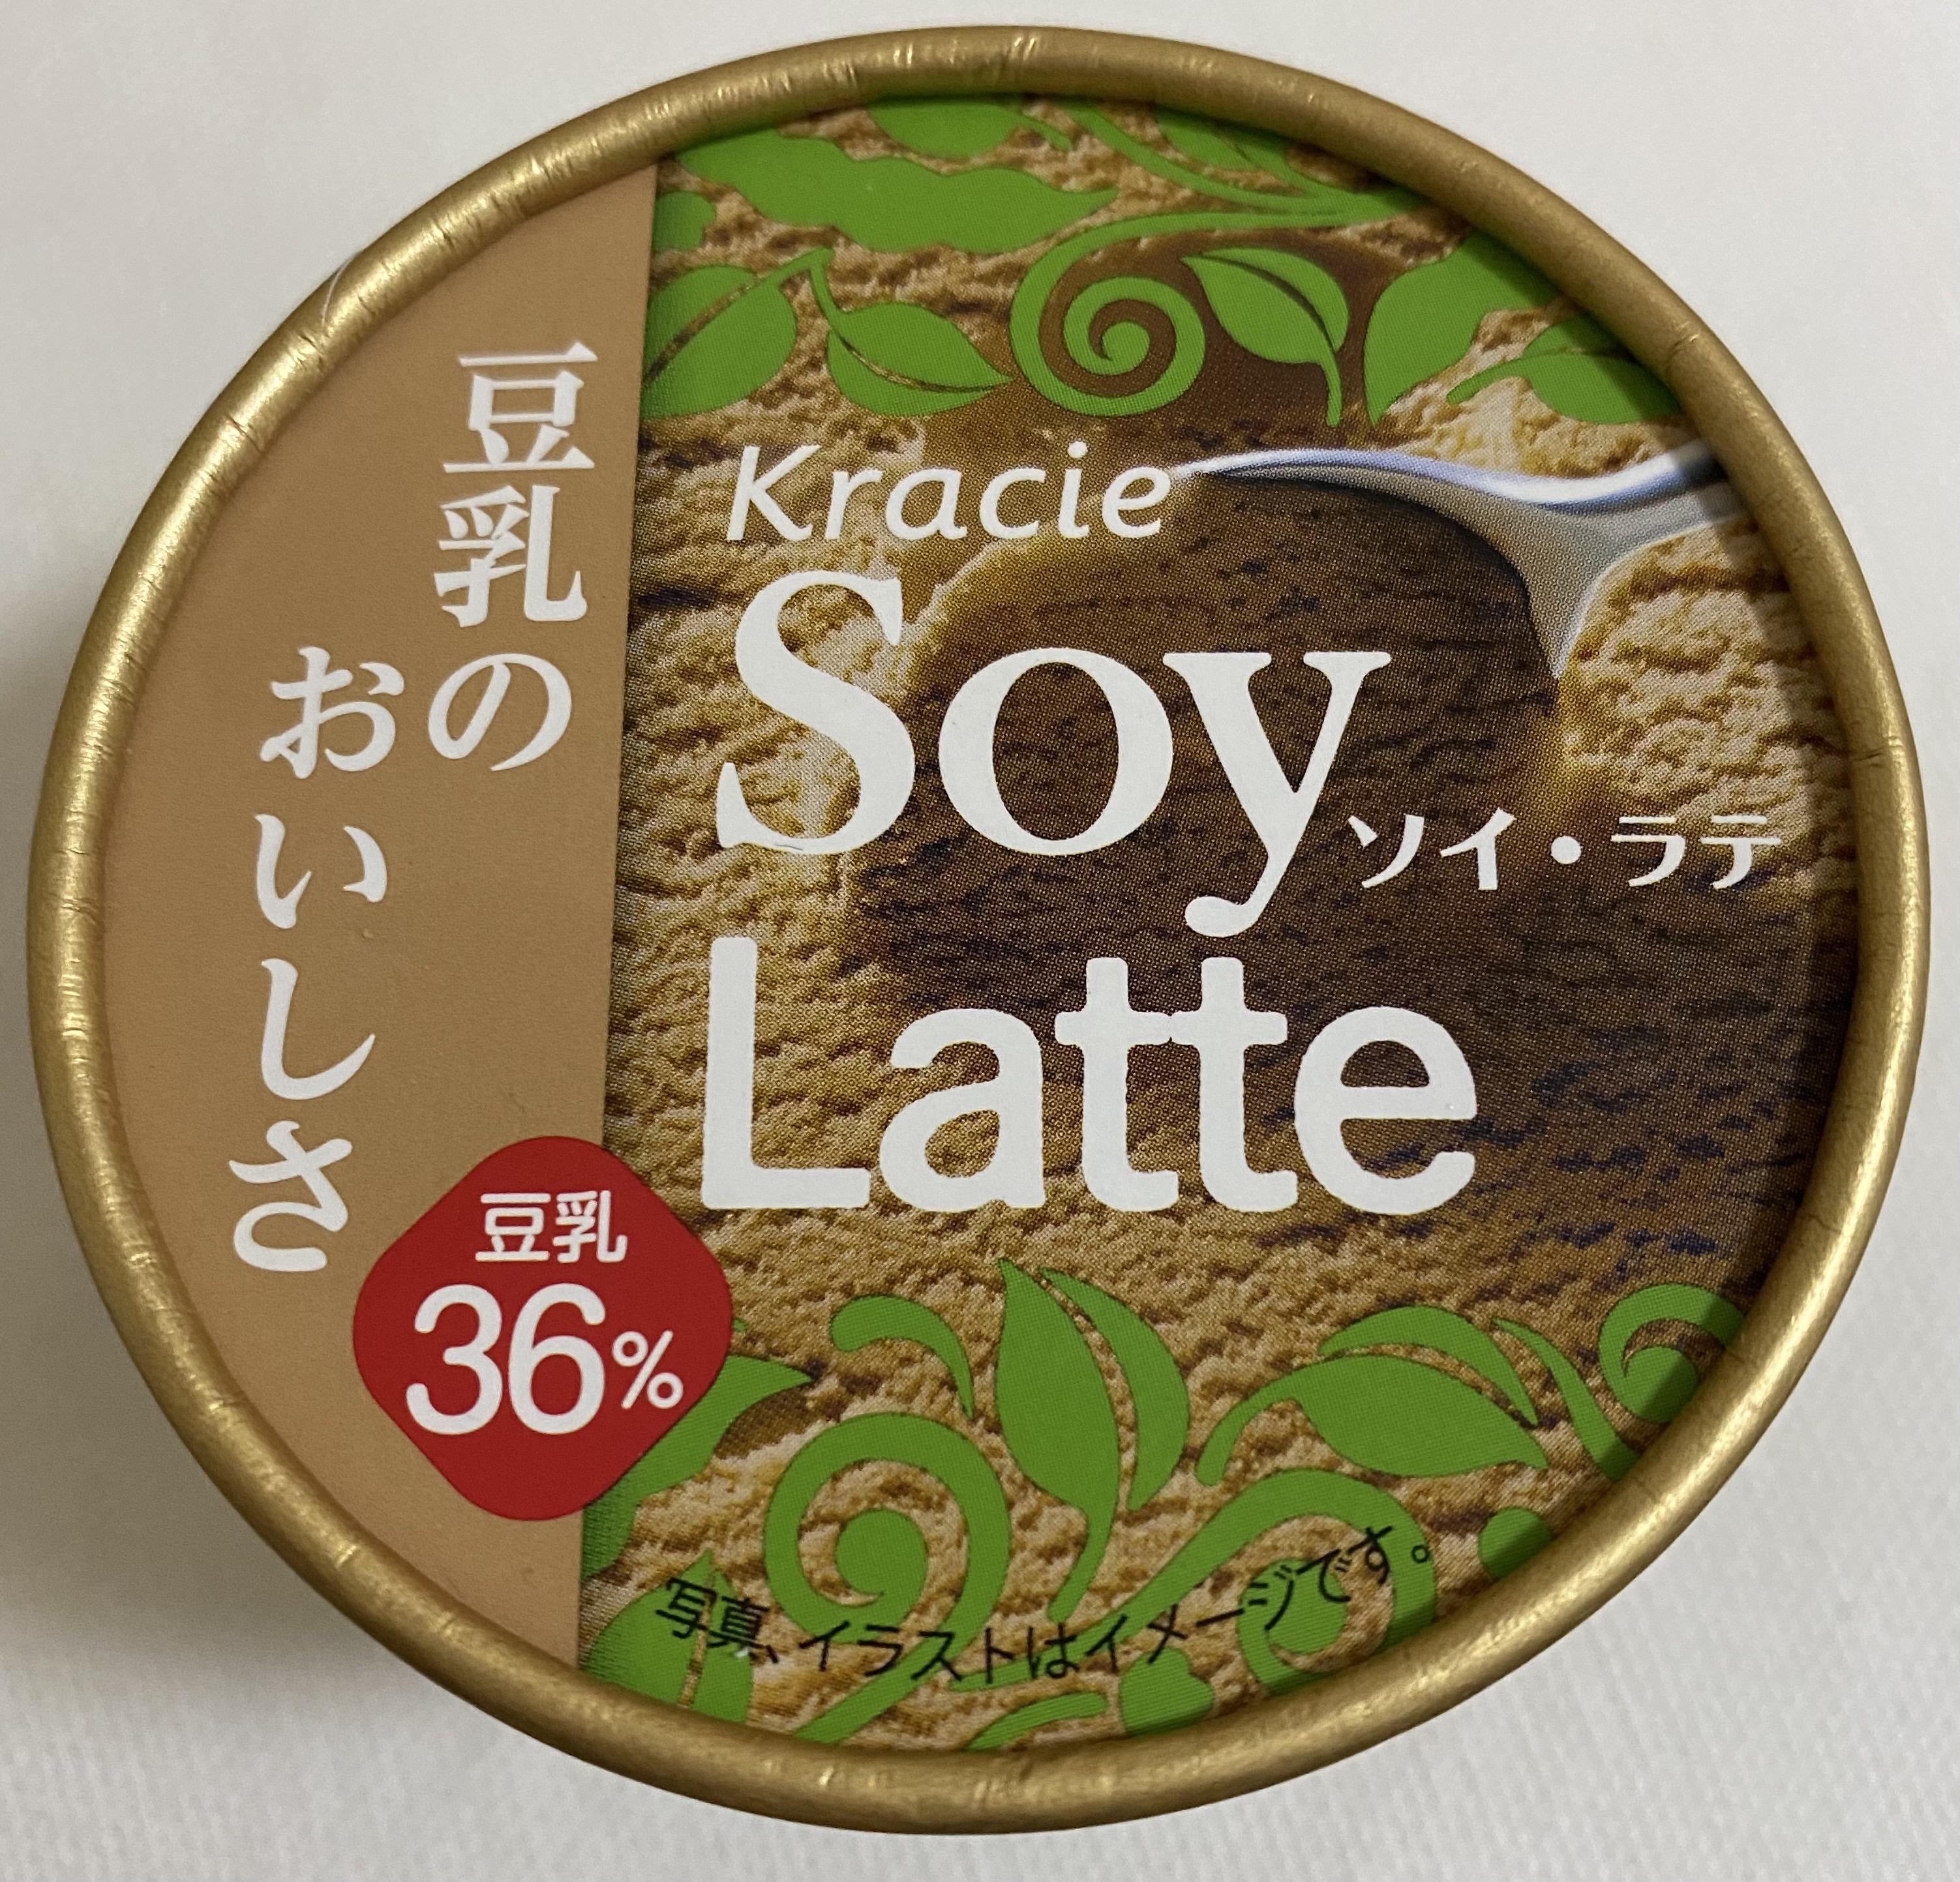 豆乳の
おいしさ
Kracie
Soy
ソイ・ラテ
Latte
豆乳
36%
写真、イラストはイメージです。